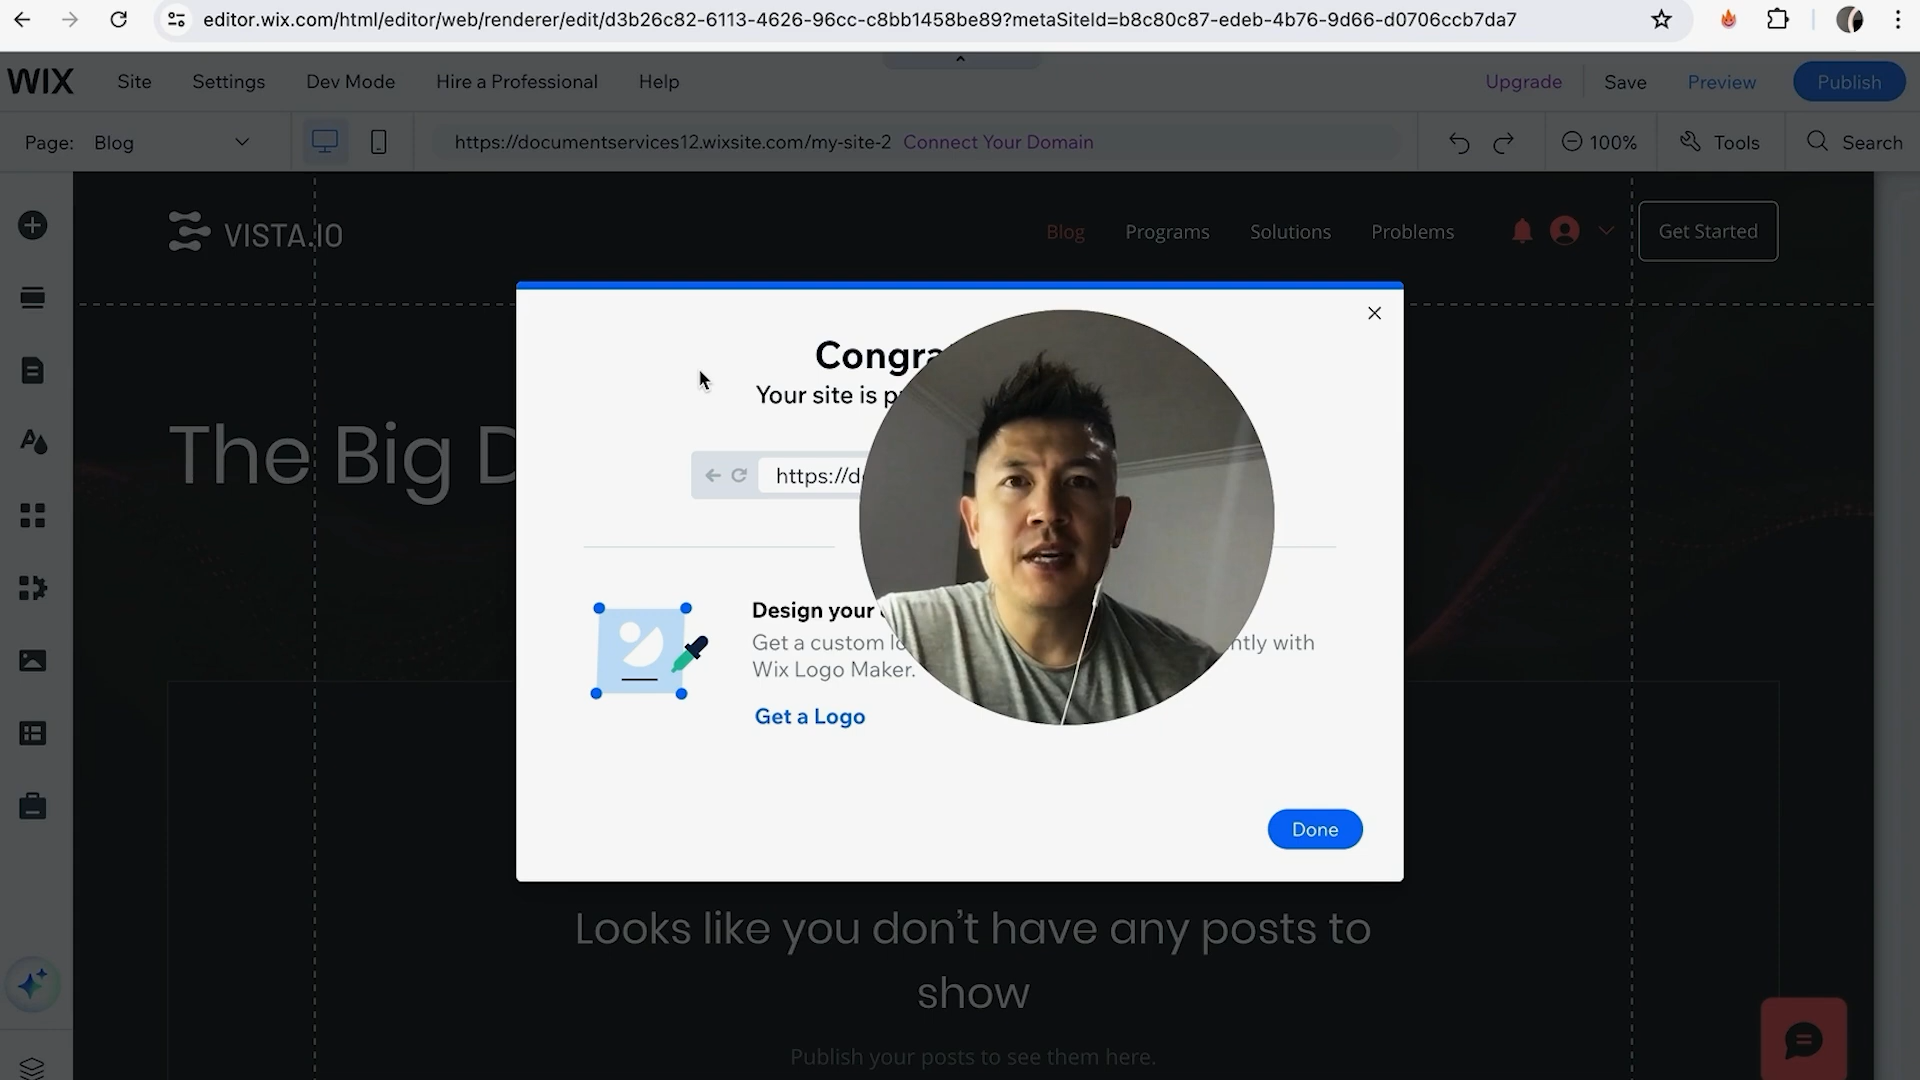 editor.wix.com/html/editor/web/renderer/edit/d3b26c82-6113-4626-96cc-c8bb1458be89?metaSiteId=b8c80c87-edeb-4b76-9d66-d0706ccb7da7
WIX Site Settings Dev Mode Hire a Professional Help Upgrade Save Preview Publish
Page: Blog https://documentservices12.wixsite.com/my-site-2 Connect Your Domain 100% Tools Search
VISTA.IO Blog Programs Solutions Problems Get Started
Your site is
https://
The Big
Design your
Get a custom
with
Wix Logo Maker.
Get a Logo
Done
Looks like you don't have any posts to
show
Publish your posts to see them here.